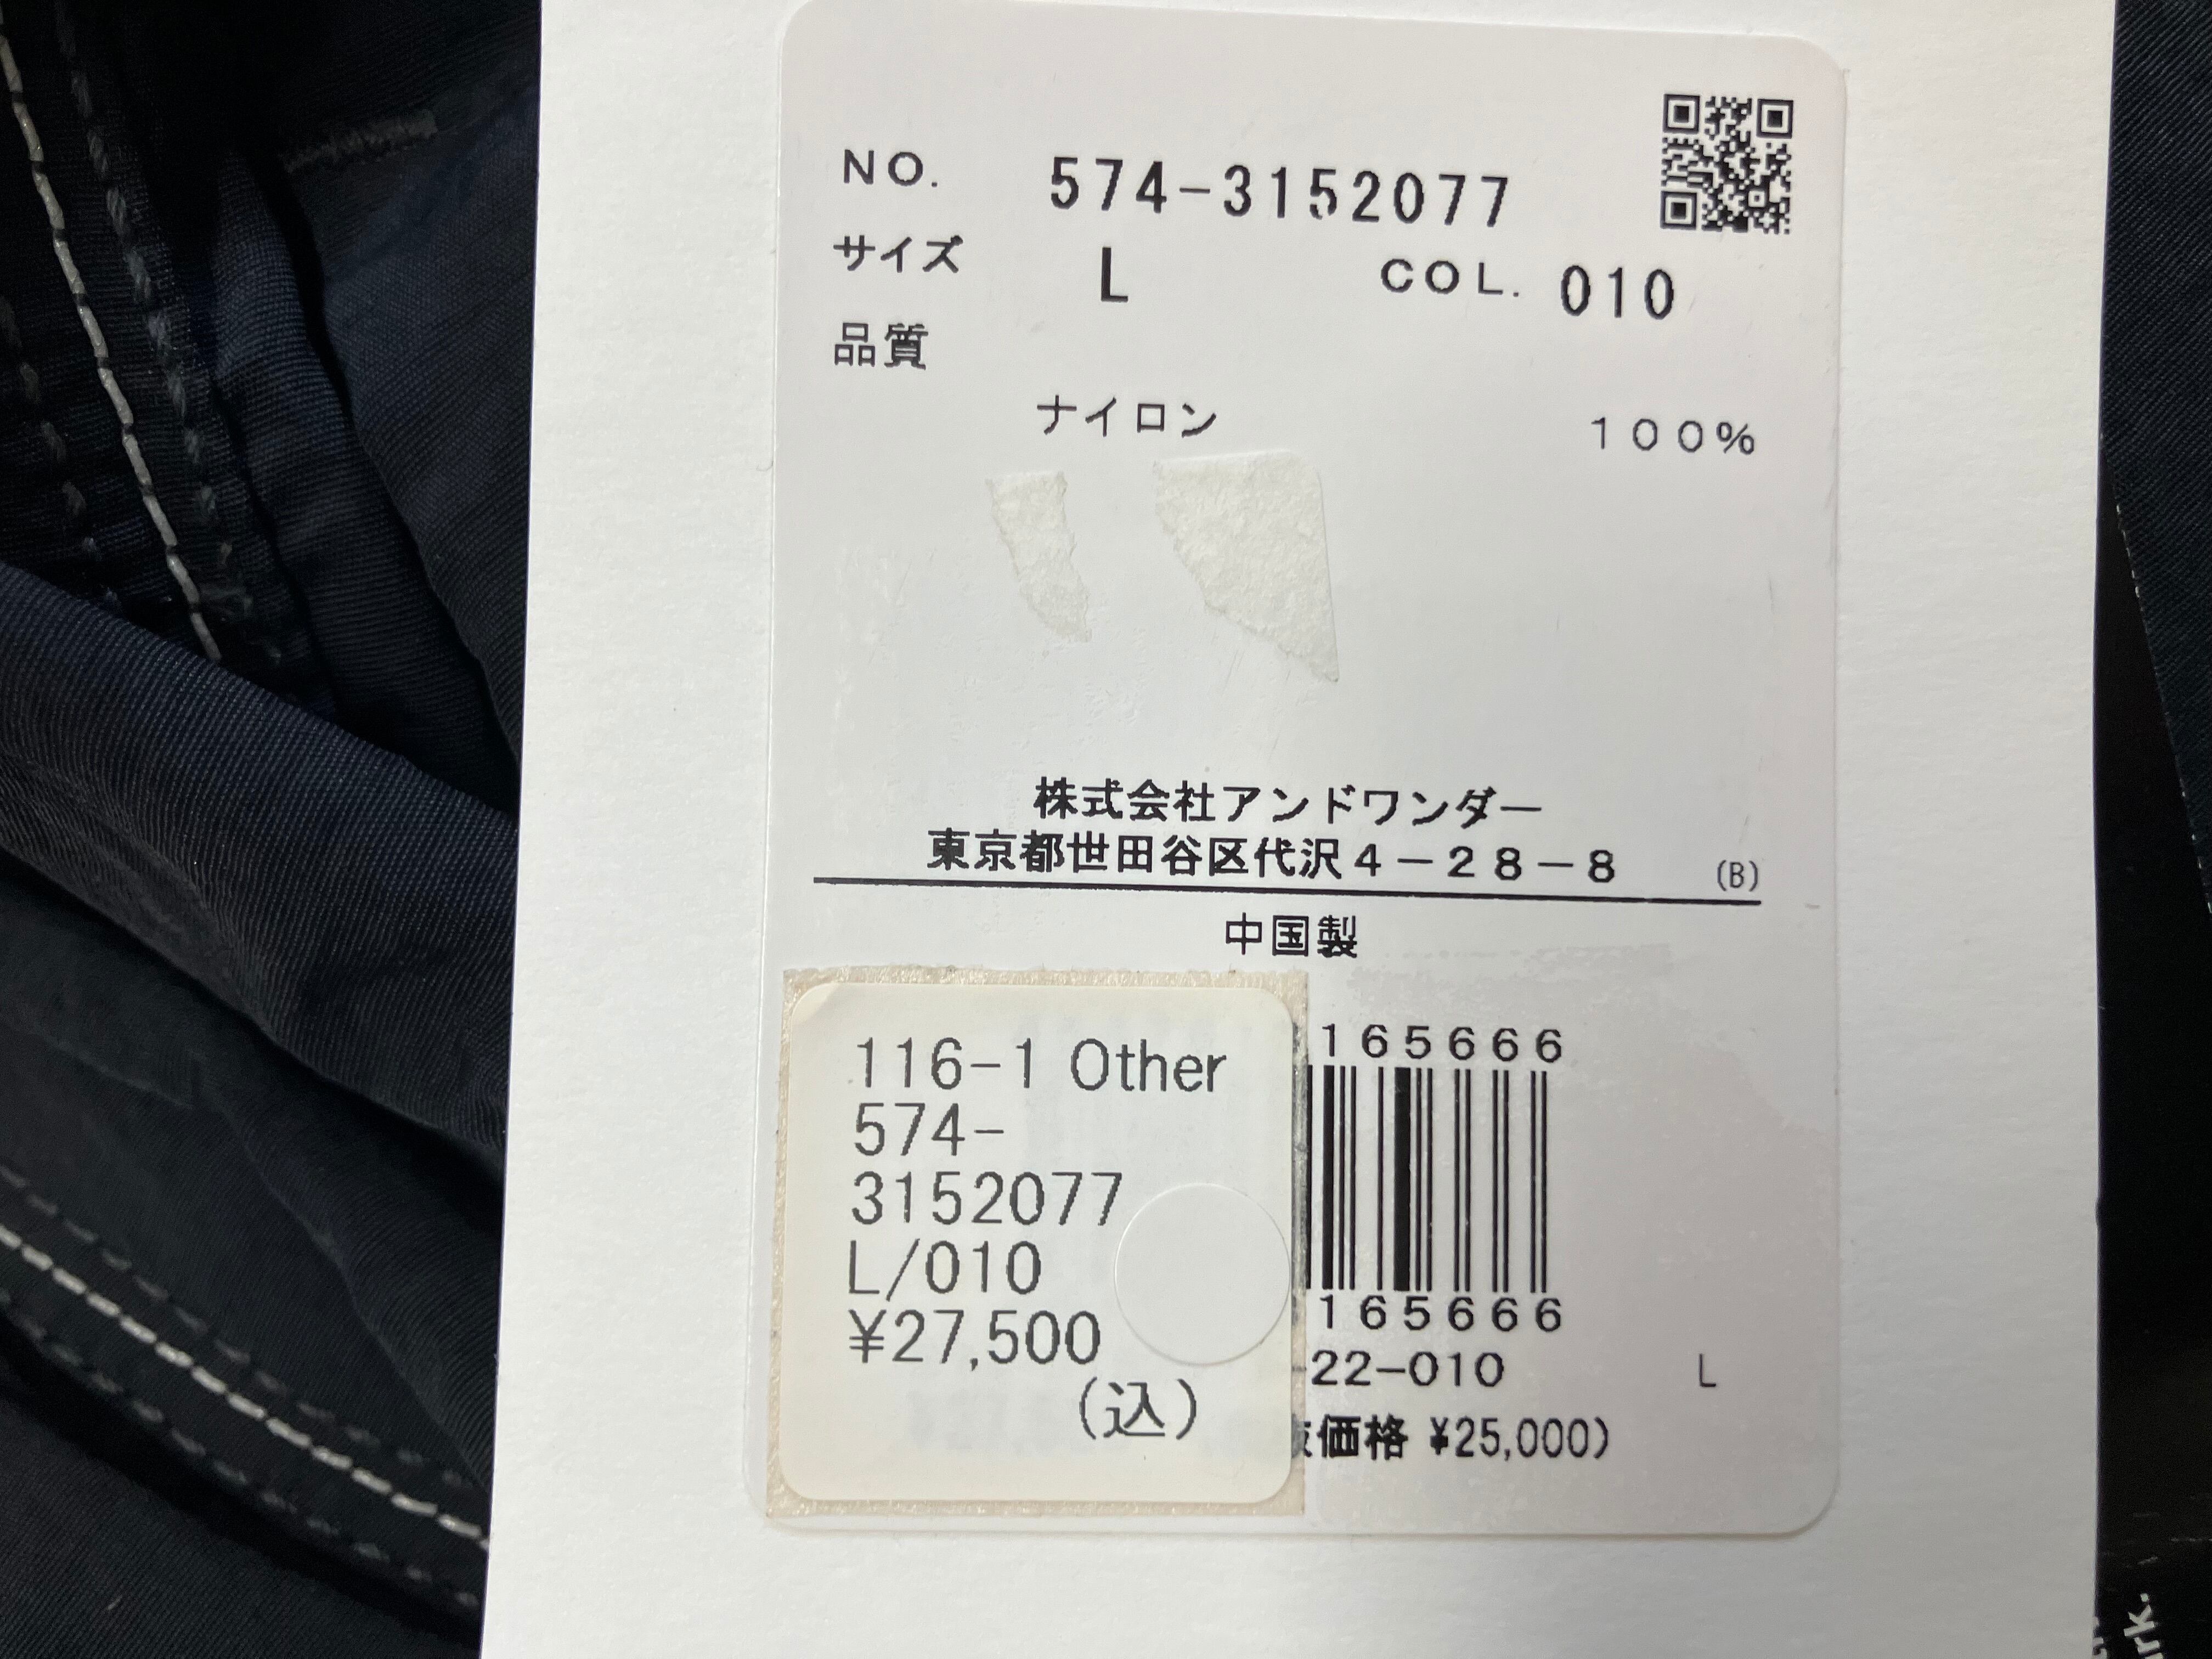 NO. 574-3152077
サイズ L COL. 010
品質
ナイロン 100%
株式会社アンドワンダー
東京都世田谷区代沢4-28-8 (B)
中国製
116-1 Other
574-
3152077
L/010
¥27,500
(込)
165666
165666
-22-010 L
価格 ¥25,000)
rk.